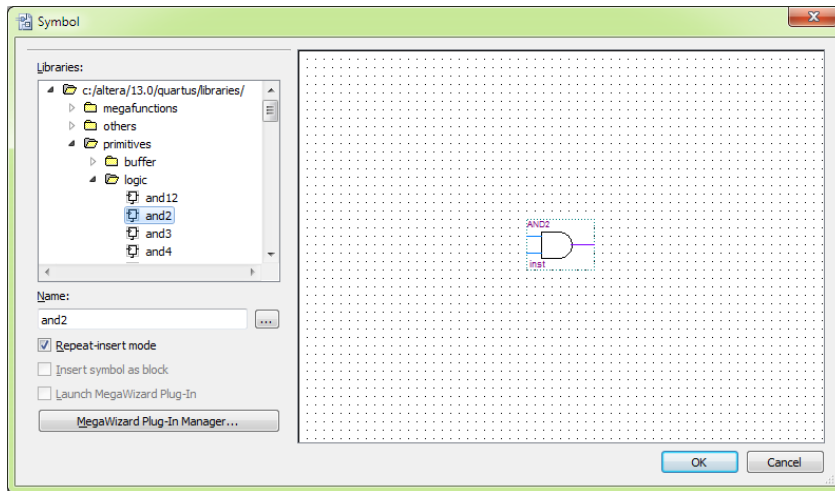 Symbol
Libraries:
c:/altera/13.0/quartus/libraries/
megafunctions
others
primitives
buffer
logic
and12
and2
and3
and4
Name:
and2
...
Repeat-insert mode
Insert symbol as block
Launch MegaWizard Plug-In
MegaWizard Plug-In Manager...
AND2
inst
OK
Cancel